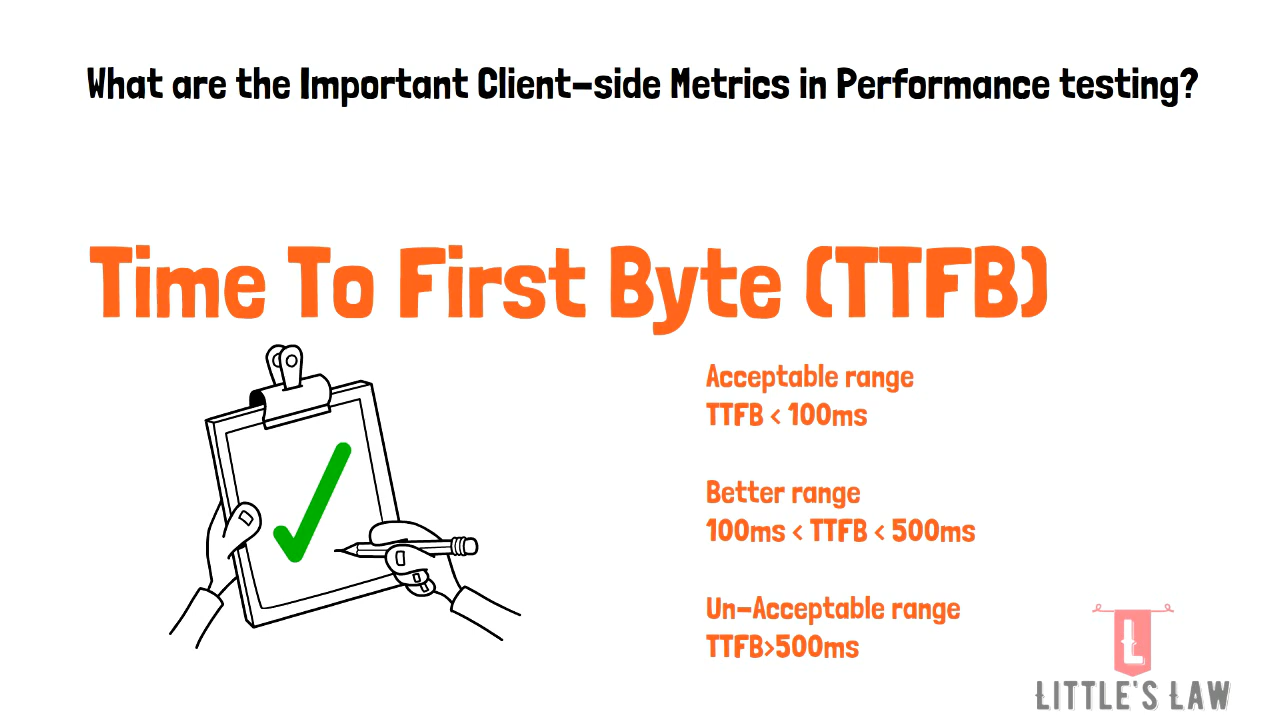 What are the Important Client-side Metrics in Performance testing?
Time To First Byte (TTFB)
Acceptable range
TTFB < 100ms
Better range
100ms < TTFB < 500ms
Un-Acceptable range
TTFB>500ms
L
LITTLE'S LAW